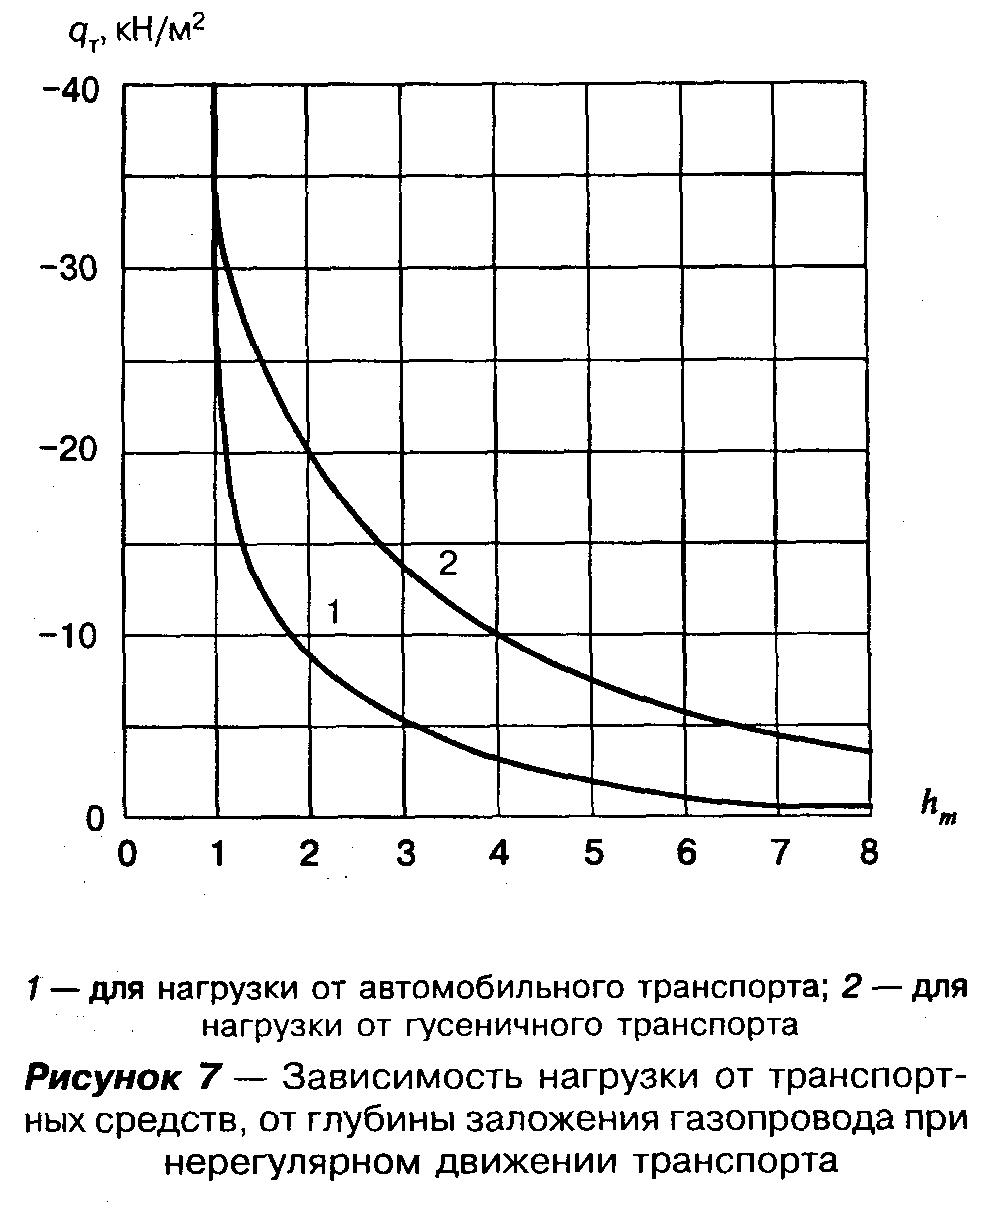 qт, кН/м²
-40
-30
-20
-10
0
2
1
hm
0 1 2 3 4 5 6 7 8
1 — для нагрузки от автомобильного транспорта; 2 — для
нагрузки от гусеничного транспорта
Рисунок 7 — Зависимость нагрузки от транспорт-
ных средств, от глубины заложения газопровода при
нерегулярном движении транспорта